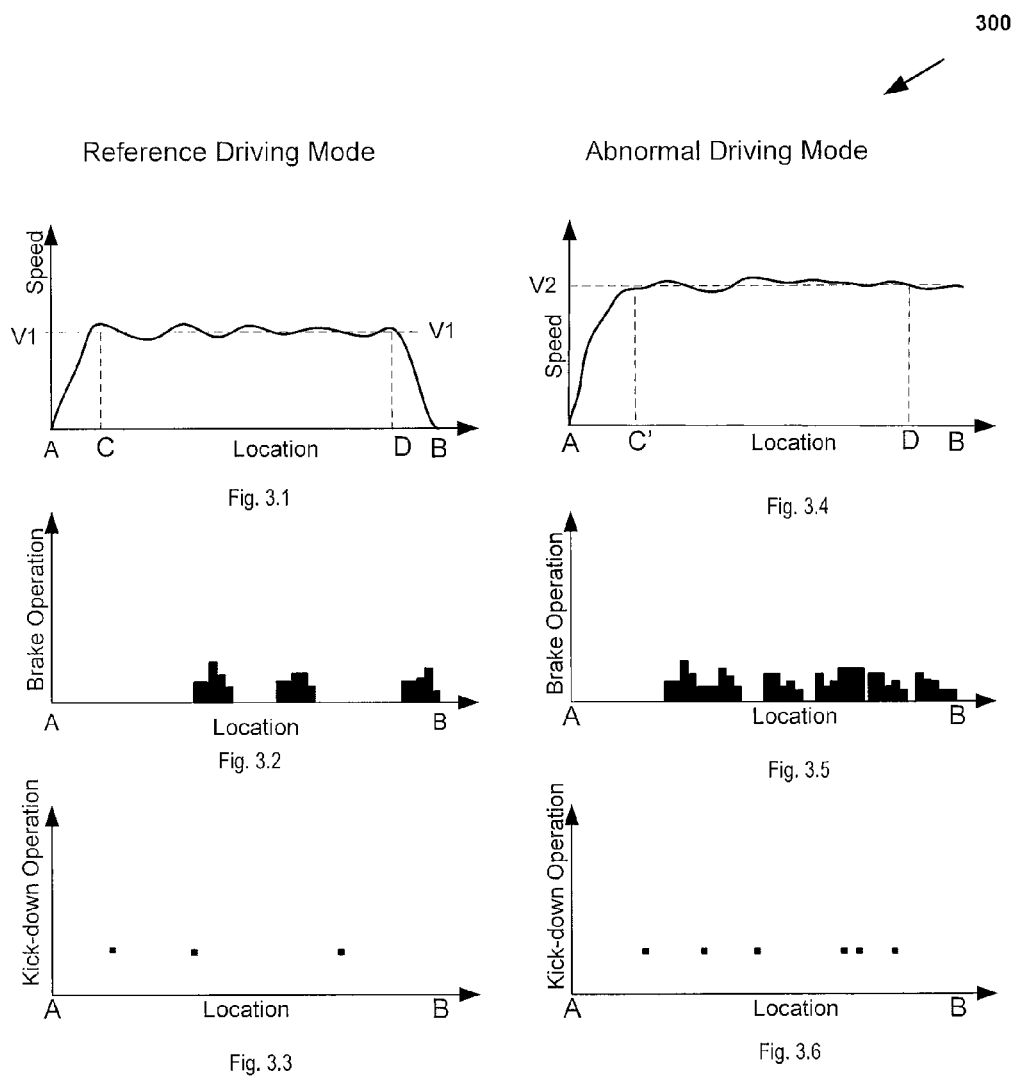 300
Reference Driving Mode
Abnormal Driving Mode
Speed
V1
V1
A
C
Location
D
B
Fig. 3.1
Speed
V2
A
C'
Location
D
B
Fig. 3.4
Brake Operation
A
Location
B
Fig. 3.2
Brake Operation
A
Location
B
Fig. 3.5
Kick-down Operation
A
Location
B
Fig. 3.3
Kick-down Operation
A
Location
B
Fig. 3.6